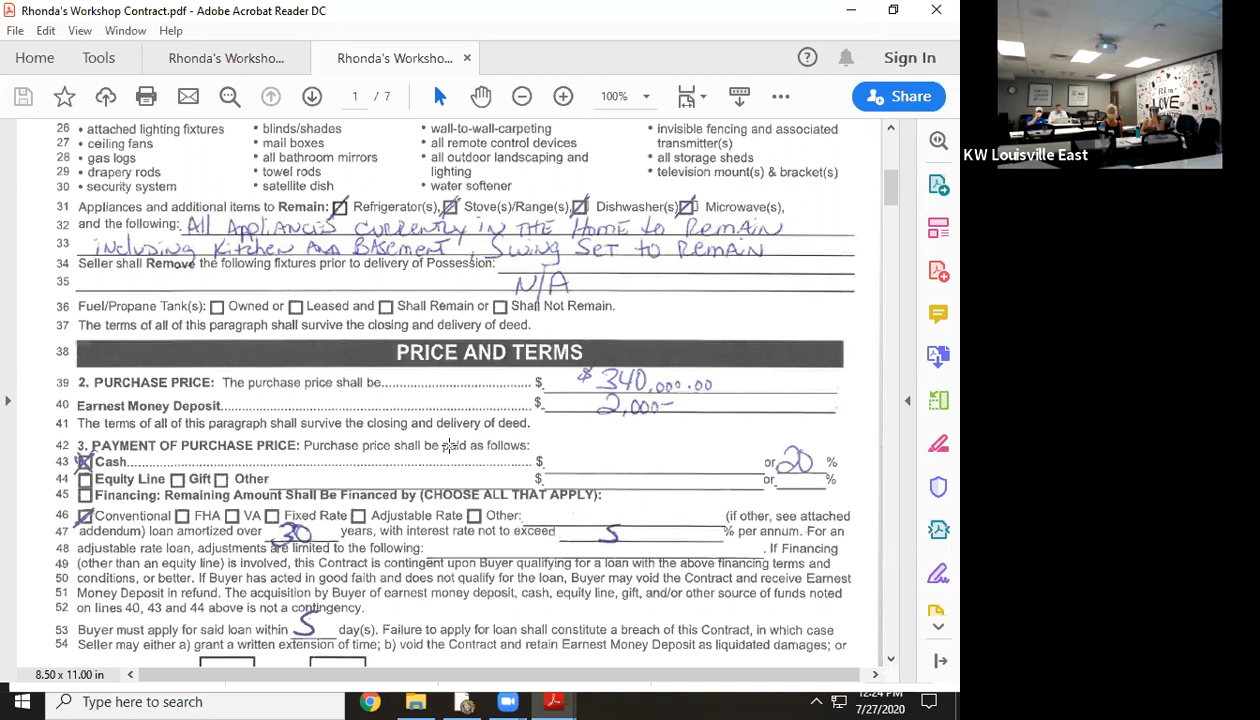 Rhonda's Workshop Contract.pdf - Adobe Acrobat Reader DC
File Edit View Window Help
Home Tools Rhonda's Worksho... Rhonda's Worksho... × Sign In
1 / 7 100% Share
26 • attached lighting fixtures • blinds/shades • wall-to-wall-carpeting • invisible fencing and associated
27 • ceiling fans • mail boxes • all remote control devices transmitter(s)
28 • gas logs • all bathroom mirrors • all outdoor landscaping and • all storage sheds
29 • drapery rods • towel rods lighting • television mount(s) & bracket(s)
30 • security system • satellite dish • water softener
31 Appliances and additional items to Remain: Refrigerator(s), Stove(s)/Range(s), Dishwasher(s) Microwave(s),
32 and the following: All Appliances currently in the Home to Remain
33 including Kitchen And Basement, Swing Set to Remain
34 Seller shall Remove the following fixtures prior to delivery of Possession:
35 N/A
36 Fuel/Propane Tank(s): Owned or Leased and Shall Remain or Shall Not Remain.
37 The terms of all of this paragraph shall survive the closing and delivery of deed.
38 PRICE AND TERMS
39 2. PURCHASE PRICE: The purchase price shall be................................... $ $340,000.00
40 Earnest Money Deposit.................................................................. $ 2,000-
41 The terms of all of this paragraph shall survive the closing and delivery of deed.
42 3. PAYMENT OF PURCHASE PRICE: Purchase price shall be paid as follows:
43 Cash.................................................................. $ or 20 %
44 Equity Line Gift Other $ or %
45 Financing: Remaining Amount Shall Be Financed by (CHOOSE ALL THAT APPLY):
46 Conventional FHA VA Fixed Rate Adjustable Rate Other: (if other, see attached
47 addendum) loan amortized over 30 years, with interest rate not to exceed 5 % per annum. For an
48 adjustable rate loan, adjustments are limited to the following: . If Financing
49 (other than an equity line) is involved, this Contract is contingent upon Buyer qualifying for a loan with the above financing terms and
50 conditions, or better. If Buyer has acted in good faith and does not qualify for the loan, Buyer may void the Contract and receive Earnest
51 Money Deposit in refund. The acquisition by Buyer of earnest money deposit, cash, equity line, gift, and/or other source of funds noted
52 on lines 40, 43 and 44 above is not a contingency.
53 Buyer must apply for said loan within 5 day(s). Failure to apply for loan shall constitute a breach of this Contract, in which case
54 Seller may either a) grant a written extension of time; b) void the Contract and retain Earnest Money Deposit as liquidated damages; or
8.50 x 11.00 in
Type here to search
12:24 PM
7/27/2020
KW Louisville East
FOR THE
LOVE